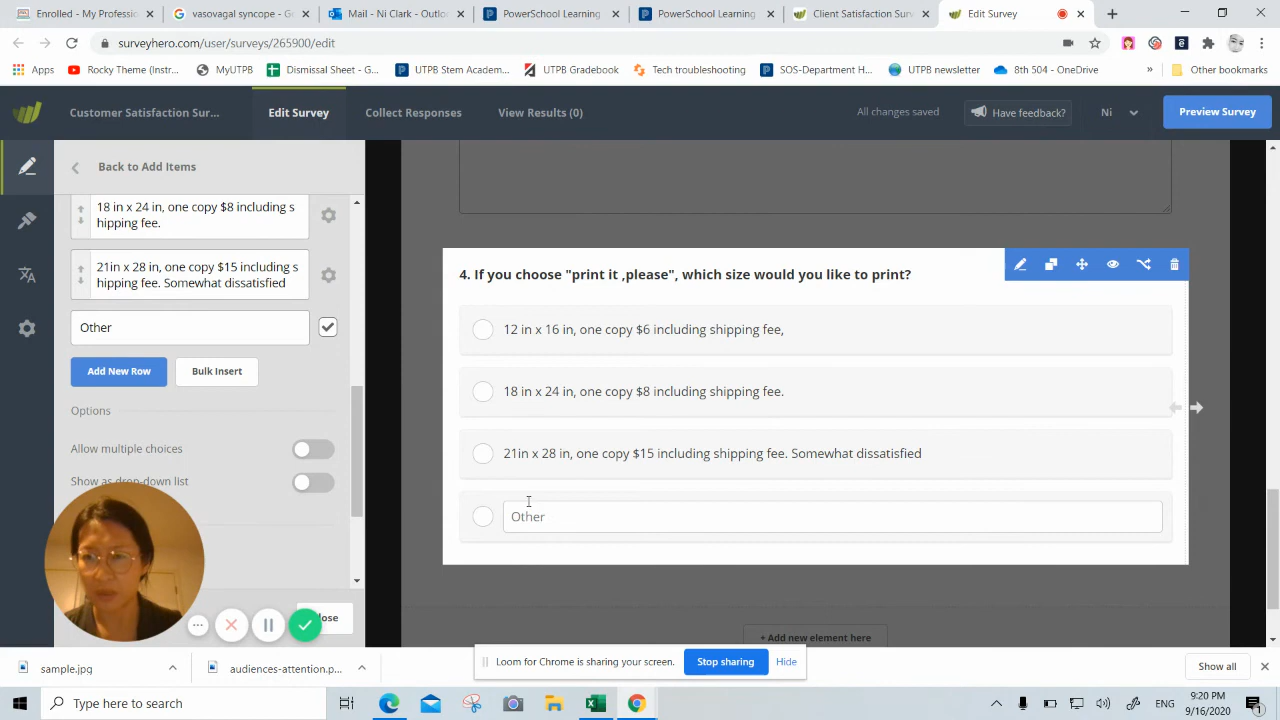 Enrolled - My Professi
vasovagal syncope - G
Mail - Ni Clark - Outlo
PowerSchool Learning
PowerSchool Learning
Client Satisfaction Sur
Edit Survey
surveyhero.com/user/surveys/265900/edit
Apps
Rocky Theme (Instr...
MyUTPB
Dismissal Sheet - G...
UTPB Stem Academ...
UTPB Gradebook
Tech troubleshooting
SOS-Department H...
UTPB newsletter
8th 504 - OneDrive
»
Other bookmarks
Customer Satisfaction Sur...
Edit Survey
Collect Responses
View Results (0)
All changes saved
Have feedback?
Ni
Preview Survey
Back to Add Items
18 in x 24 in, one copy $8 including s
hipping fee.
21in x 28 in, one copy $15 including s
hipping fee. Somewhat dissatisfied
Other
Add New Row
Bulk Insert
Options
Allow multiple choices
Show as drop-down list
4. If you choose "print it ,please", which size would you like to print?
12 in x 16 in, one copy $6 including shipping fee,
18 in x 24 in, one copy $8 including shipping fee.
21in x 28 in, one copy $15 including shipping fee. Somewhat dissatisfied
Other
+ Add new element here
lose
Loom for Chrome is sharing your screen.
Stop sharing
Hide
sample.jpg
audiences-attention.p...
Show all
Type here to search
9:20 PM
9/16/2020
1